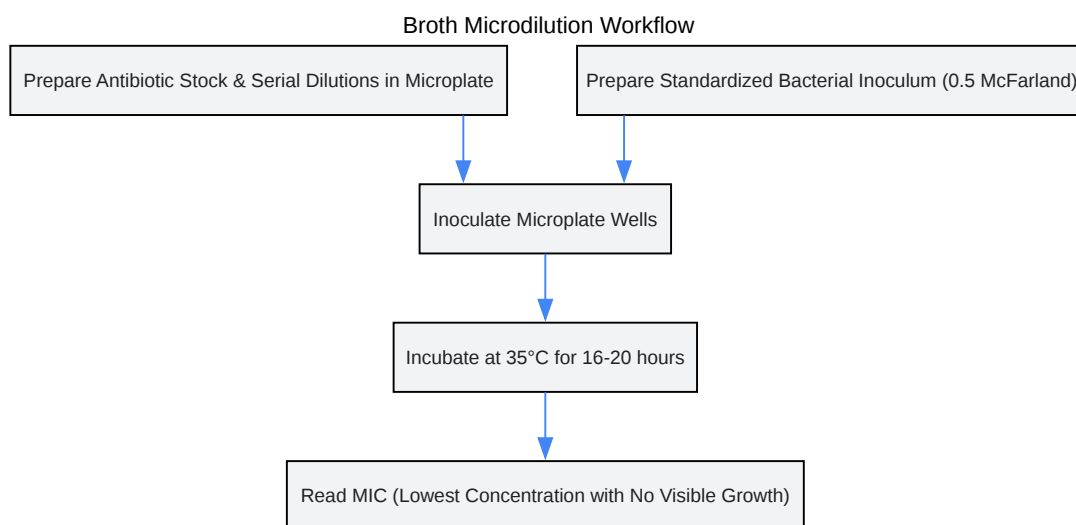 Broth Microdilution Workflow
Prepare Antibiotic Stock & Serial Dilutions in Microplate
Prepare Standardized Bacterial Inoculum (0.5 McFarland)
Inoculate Microplate Wells
Incubate at 35°C for 16-20 hours
Read MIC (Lowest Concentration with No Visible Growth)